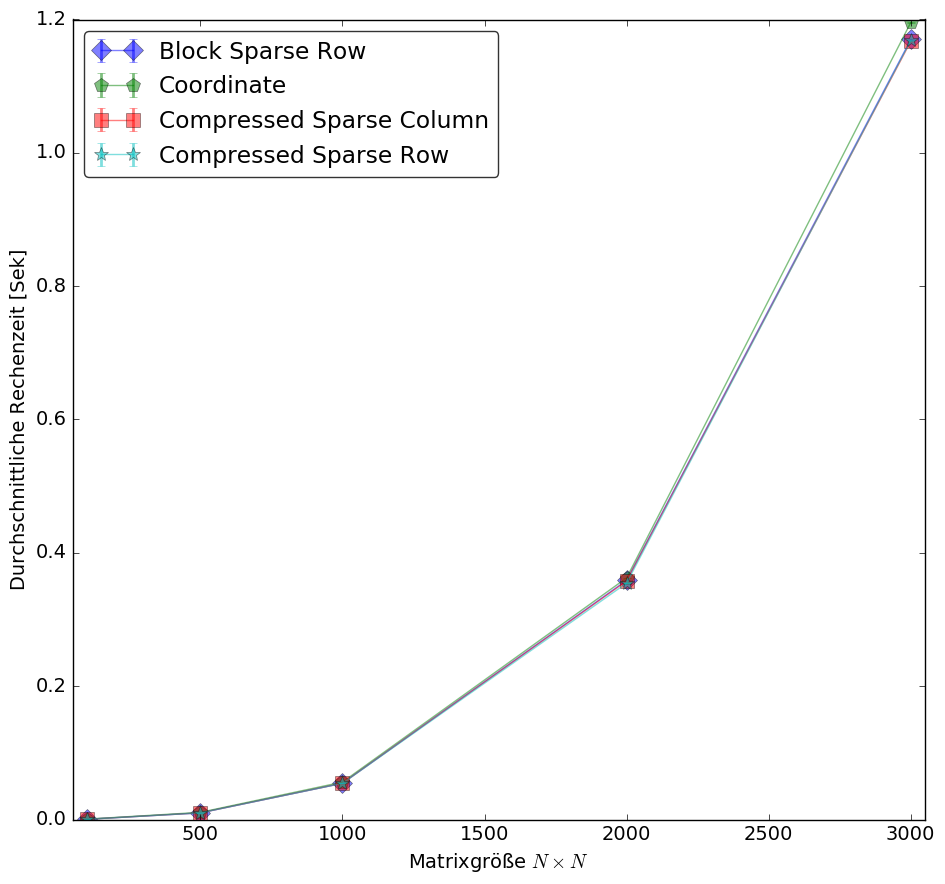 1.2
1.0
0.8
0.6
0.4
0.2
0.0
Durchschnittliche Rechenzeit [Sek]
Block Sparse Row
Coordinate
Compressed Sparse Column
Compressed Sparse Row
500 1000 1500 2000 2500 3000
Matrixgröße N × N